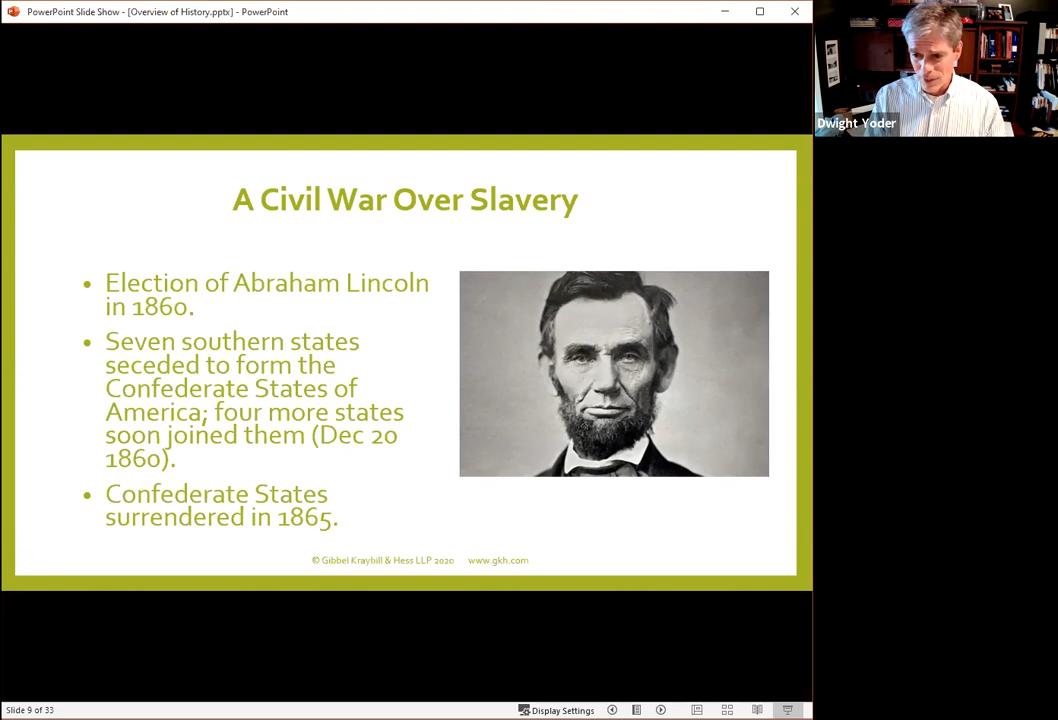 PowerPoint Slide Show - [Overview of History.pptx] - PowerPoint
Dwight Yoder
A Civil War Over Slavery
• Election of Abraham Lincoln
in 1860.
• Seven southern states
seceded to form the
Confederate States of
America; four more states
soon joined them (Dec 20
1860).
• Confederate States
surrendered in 1865.
© Gibbel Kraybill & Hess LLP 2020 www.gkh.com
Slide 9 of 33
Display Settings